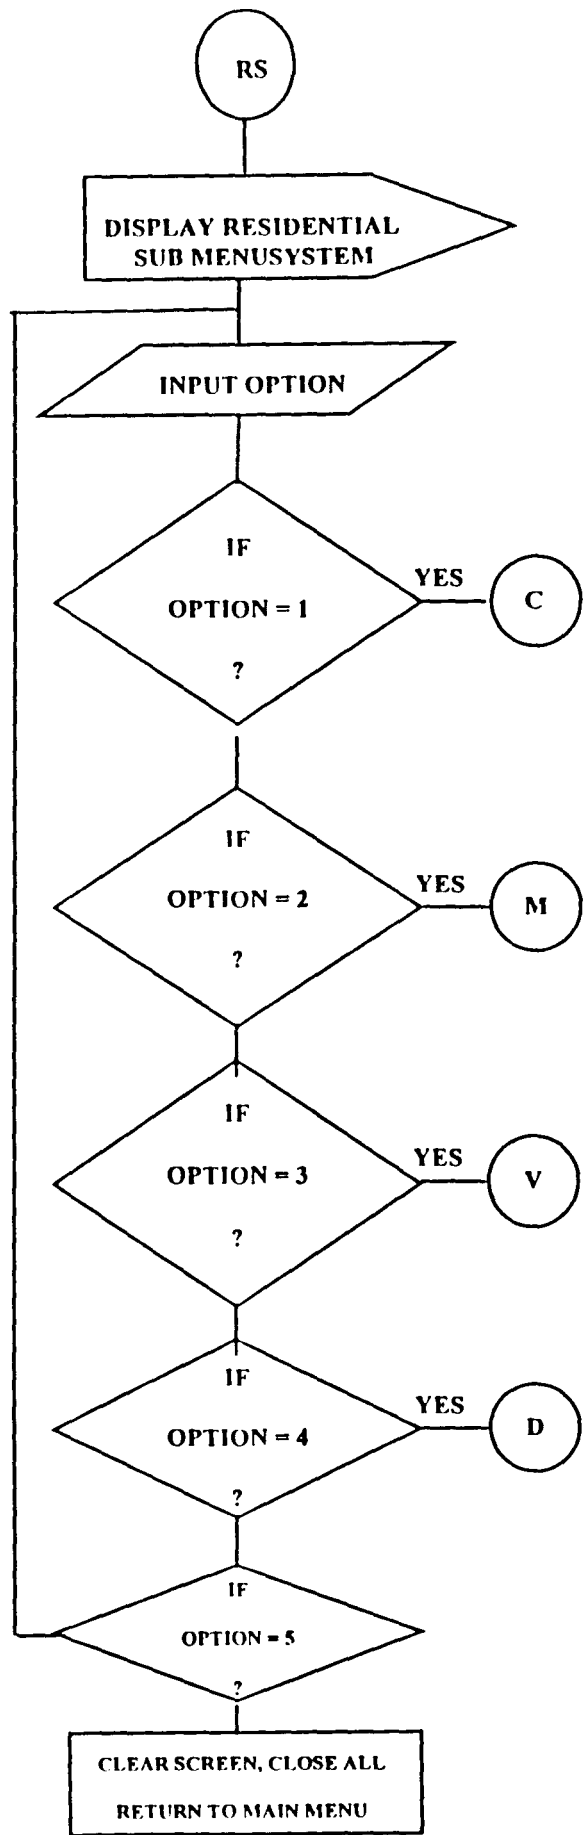 RS
DISPLAY RESIDENTIAL
SUB MENUSYSTEM
INPUT OPTION
IF
OPTION = 1
?
YES
C
IF
OPTION = 2
?
YES
M
IF
OPTION = 3
?
YES
V
IF
OPTION = 4
?
YES
D
IF
OPTION = 5
?
CLEAR SCREEN, CLOSE ALL
RETURN TO MAIN MENU